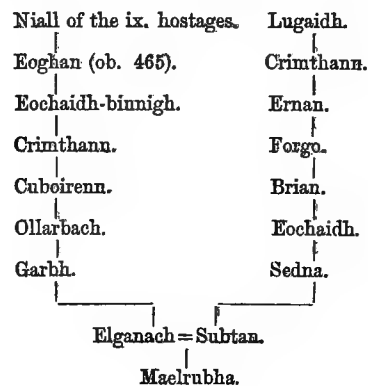 Niall of the ix. hostages. Lugaidh.
Eoghan (ob. 465). Crimthann.
Eochaidh-binnigh. Ernan.
Crimthann. Forgo.
Cuboirenn. Brian.
Ollarbach. Eochaidh.
Garbh. Sedna.
Elganach = Subtan.
Maelrubha.